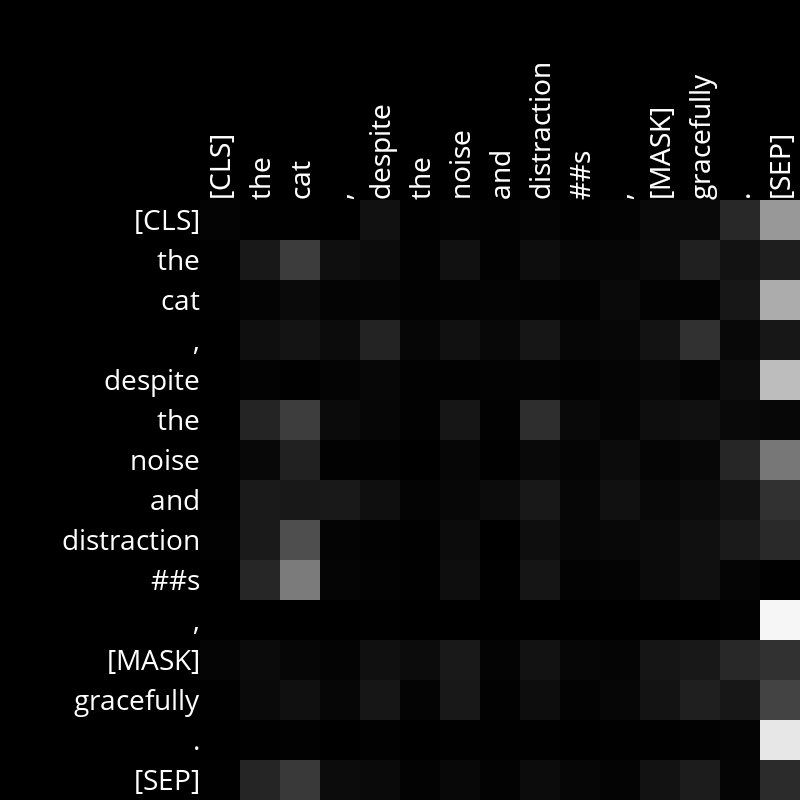 [CLS] the cat , despite the noise and distraction ##s , [MASK] gracefully . [SEP]
[CLS]
the
cat
,
despite
the
noise
and
distraction
##s
,
[MASK]
gracefully
.
[SEP]